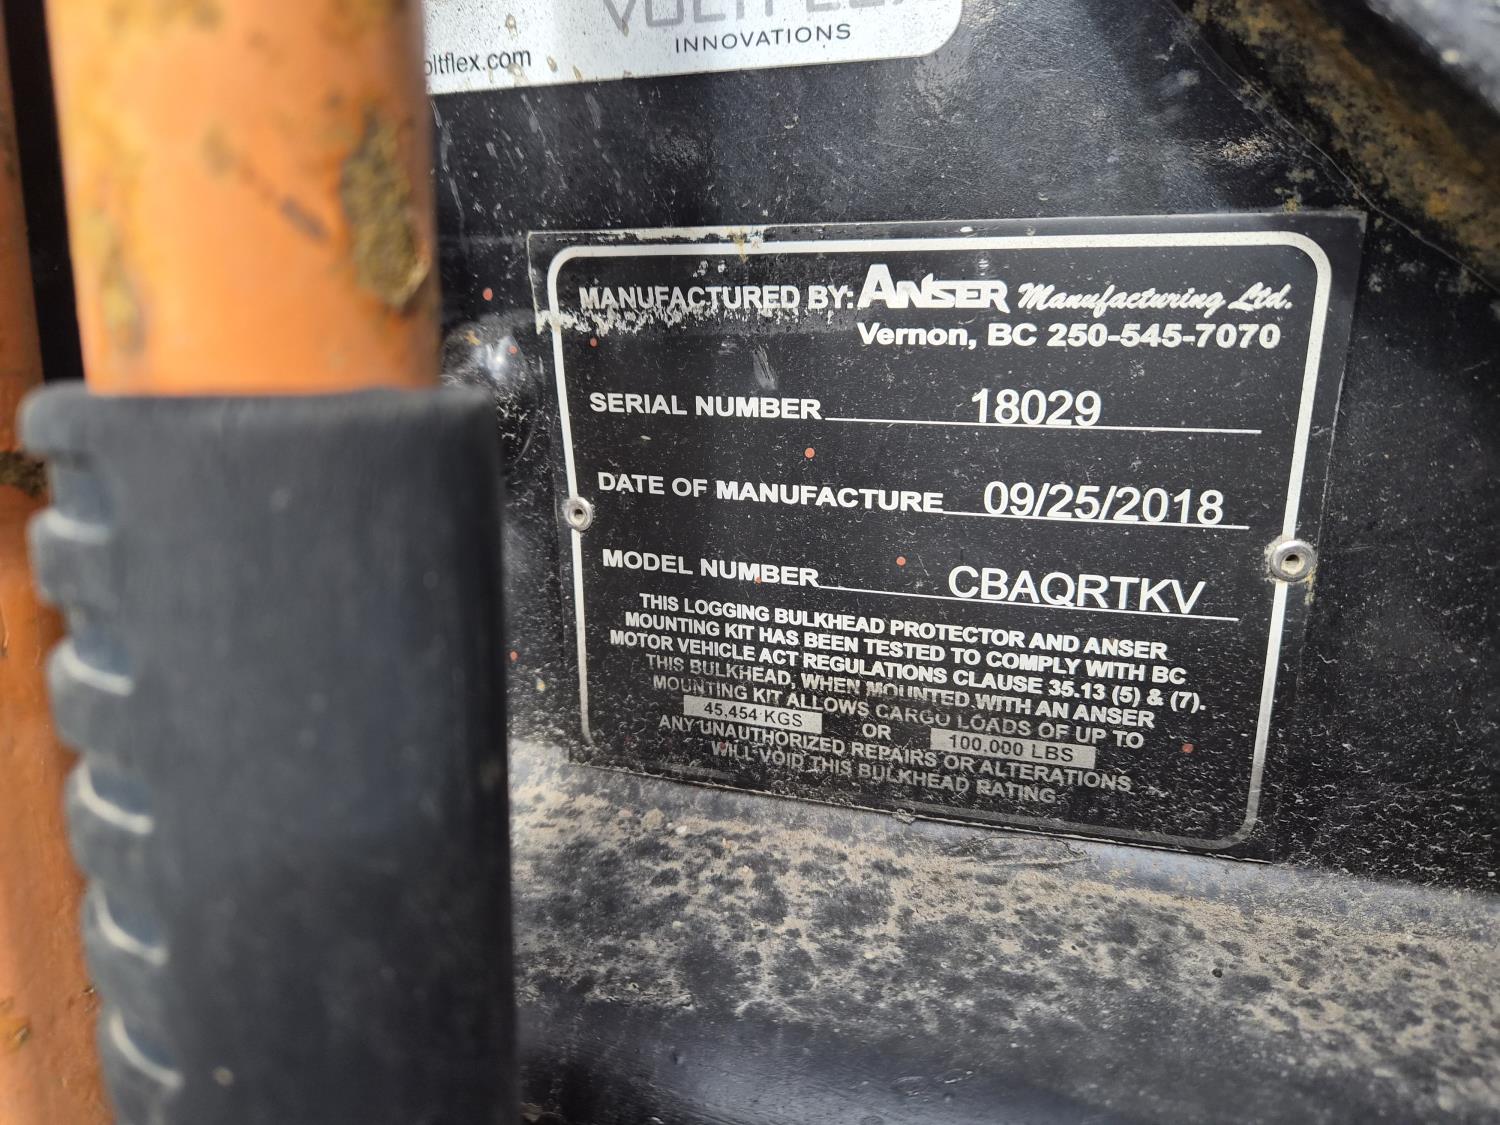 INNOVATIONS
oltflex.com
MANUFACTURED BY: ANSER Manufacturing Ltd.
Vernon, BC 250-545-7070
SERIAL NUMBER 18029
DATE OF MANUFACTURE 09/25/2018
MODEL NUMBER CBAQRTKV
THIS LOGGING BULKHEAD PROTECTOR AND ANSER
MOUNTING KIT HAS BEEN TESTED TO COMPLY WITH BC
MOTOR VEHICLE ACT REGULATIONS CLAUSE 35.13 (5) & (7).
THIS BULKHEAD, WHEN MOUNTED WITH AN ANSER
MOUNTING KIT ALLOWS CARGO LOADS OF UP TO
45,454 KGS OR 100,000 LBS
ANY UNAUTHORIZED REPAIRS OR ALTERATIONS
WILL VOID THIS BULKHEAD RATING.